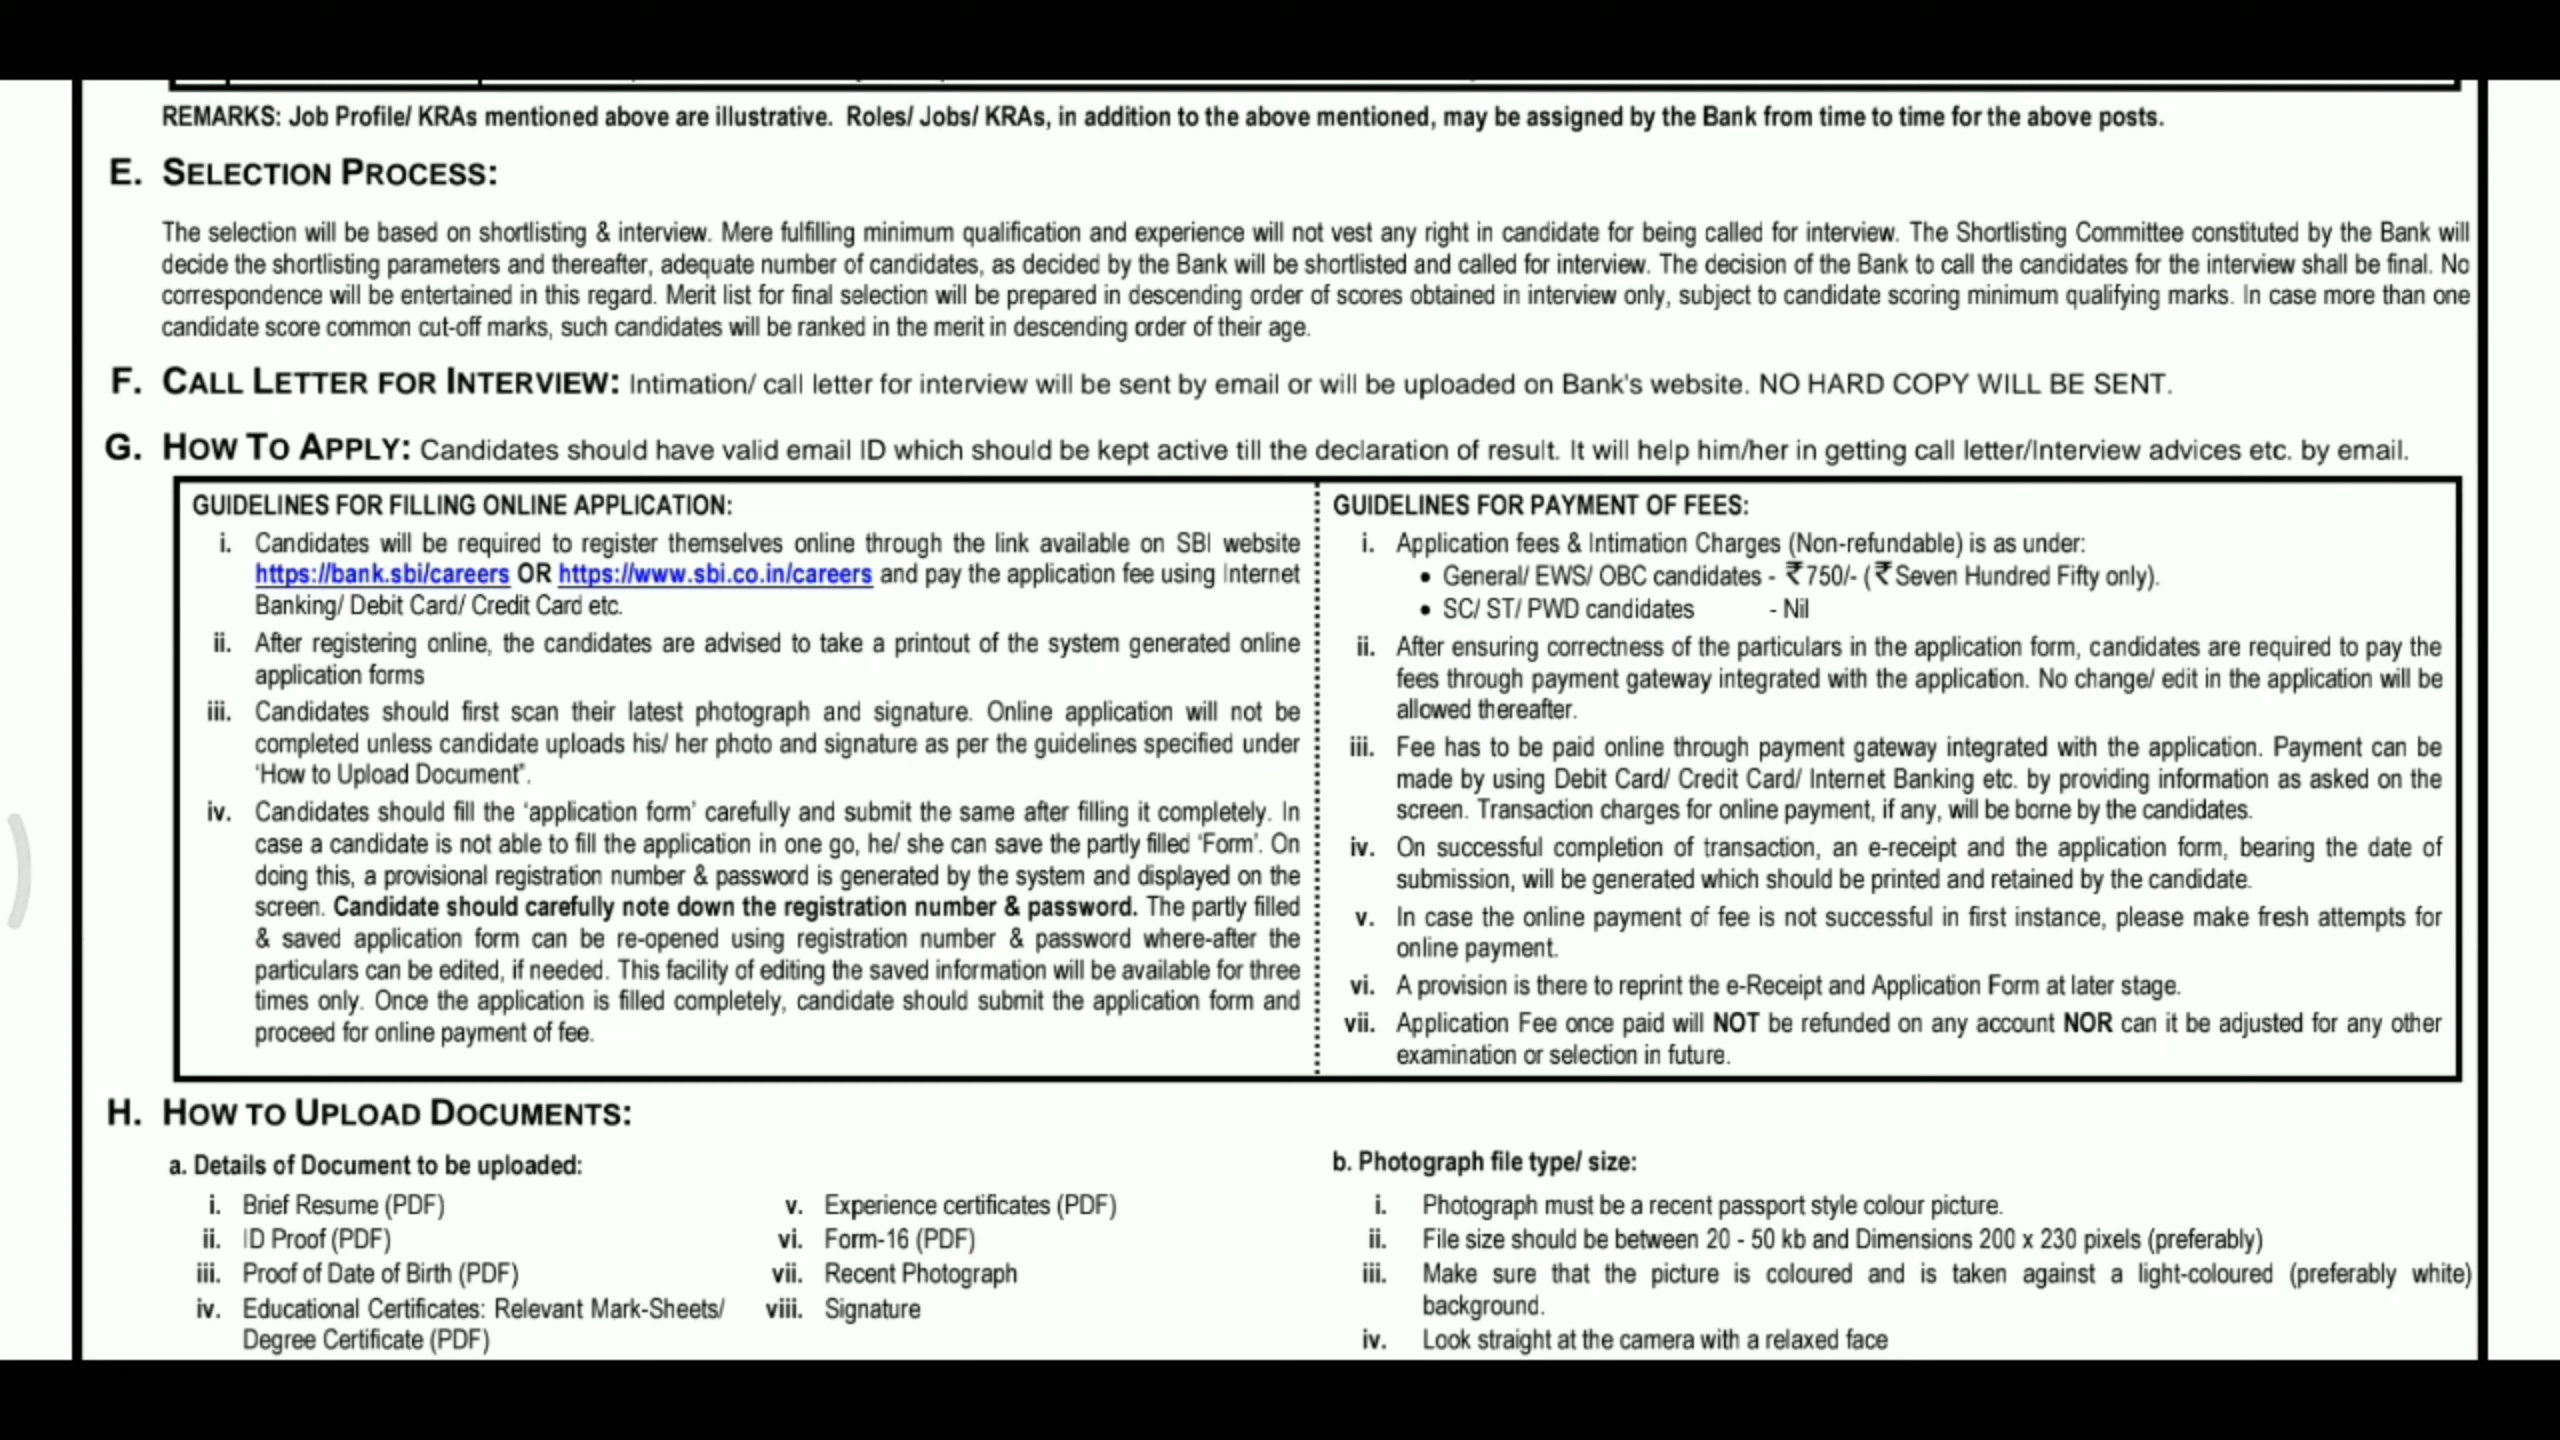 REMARKS: Job Profile/ KRAs mentioned above are illustrative. Roles/ Jobs/ KRAs, in addition to the above mentioned, may be assigned by the Bank from time to time for the above posts.
E. SELECTION PROCESS:
The selection will be based on shortlisting & interview. Mere fulfilling minimum qualification and experience will not vest any right in candidate for being called for interview. The Shortlisting Committee constituted by the Bank will
decide the shortlisting parameters and thereafter, adequate number of candidates, as decided by the Bank will be shortlisted and called for interview. The decision of the Bank to call the candidates for the interview shall be final. No
correspondence will be entertained in this regard. Merit list for final selection will be prepared in descending order of scores obtained in interview only, subject to candidate scoring minimum qualifying marks. In case more than one
candidate score common cut-off marks, such candidates will be ranked in the merit in descending order of their age.
F. CALL LETTER FOR INTERVIEW: Intimation/ call letter for interview will be sent by email or will be uploaded on Bank's website. NO HARD COPY WILL BE SENT.
G. HOW TO APPLY: Candidates should have valid email ID which should be kept active till the declaration of result. It will help him/her in getting call letter/Interview advices etc. by email.
GUIDELINES FOR FILLING ONLINE APPLICATION:
i. Candidates will be required to register themselves online through the link available on SBI website
https://bank.sbi/careers OR https://www.sbi.co.in/careers and pay the application fee using Internet
Banking/ Debit Card/ Credit Card etc.
ii. After registering online, the candidates are advised to take a printout of the system generated online
application forms
iii. Candidates should first scan their latest photograph and signature. Online application will not be
completed unless candidate uploads his/ her photo and signature as per the guidelines specified under
‘How to Upload Document”.
iv. Candidates should fill the ‘application form’ carefully and submit the same after filling it completely. In
case a candidate is not able to fill the application in one go, he/ she can save the partly filled ‘Form’. On
doing this, a provisional registration number & password is generated by the system and displayed on the
screen. Candidate should carefully note down the registration number & password. The partly filled
& saved application form can be re-opened using registration number & password where-after the
particulars can be edited, if needed. This facility of editing the saved information will be available for three
times only. Once the application is filled completely, candidate should submit the application form and
proceed for online payment of fee.
GUIDELINES FOR PAYMENT OF FEES:
i. Application fees & Intimation Charges (Non-refundable) is as under:
• General/ EWS/ OBC candidates - ₹750/- (₹Seven Hundred Fifty only).
• SC/ ST/ PWD candidates - Nil
ii. After ensuring correctness of the particulars in the application form, candidates are required to pay the
fees through payment gateway integrated with the application. No change/ edit in the application will be
allowed thereafter.
iii. Fee has to be paid online through payment gateway integrated with the application. Payment can be
made by using Debit Card/ Credit Card/ Internet Banking etc. by providing information as asked on the
screen. Transaction charges for online payment, if any, will be borne by the candidates.
iv. On successful completion of transaction, an e-receipt and the application form, bearing the date of
submission, will be generated which should be printed and retained by the candidate.
v. In case the online payment of fee is not successful in first instance, please make fresh attempts for
online payment.
vi. A provision is there to reprint the e-Receipt and Application Form at later stage.
vii. Application Fee once paid will NOT be refunded on any account NOR can it be adjusted for any other
examination or selection in future.
H. HOW TO UPLOAD DOCUMENTS:
a. Details of Document to be uploaded:
i. Brief Resume (PDF)
ii. ID Proof (PDF)
iii. Proof of Date of Birth (PDF)
iv. Educational Certificates: Relevant Mark-Sheets/
Degree Certificate (PDF)
v. Experience certificates (PDF)
vi. Form-16 (PDF)
vii. Recent Photograph
viii. Signature
b. Photograph file type/ size:
i. Photograph must be a recent passport style colour picture.
ii. File size should be between 20 - 50 kb and Dimensions 200 x 230 pixels (preferably)
iii. Make sure that the picture is coloured and is taken against a light-coloured (preferably white)
background.
iv. Look straight at the camera with a relaxed face